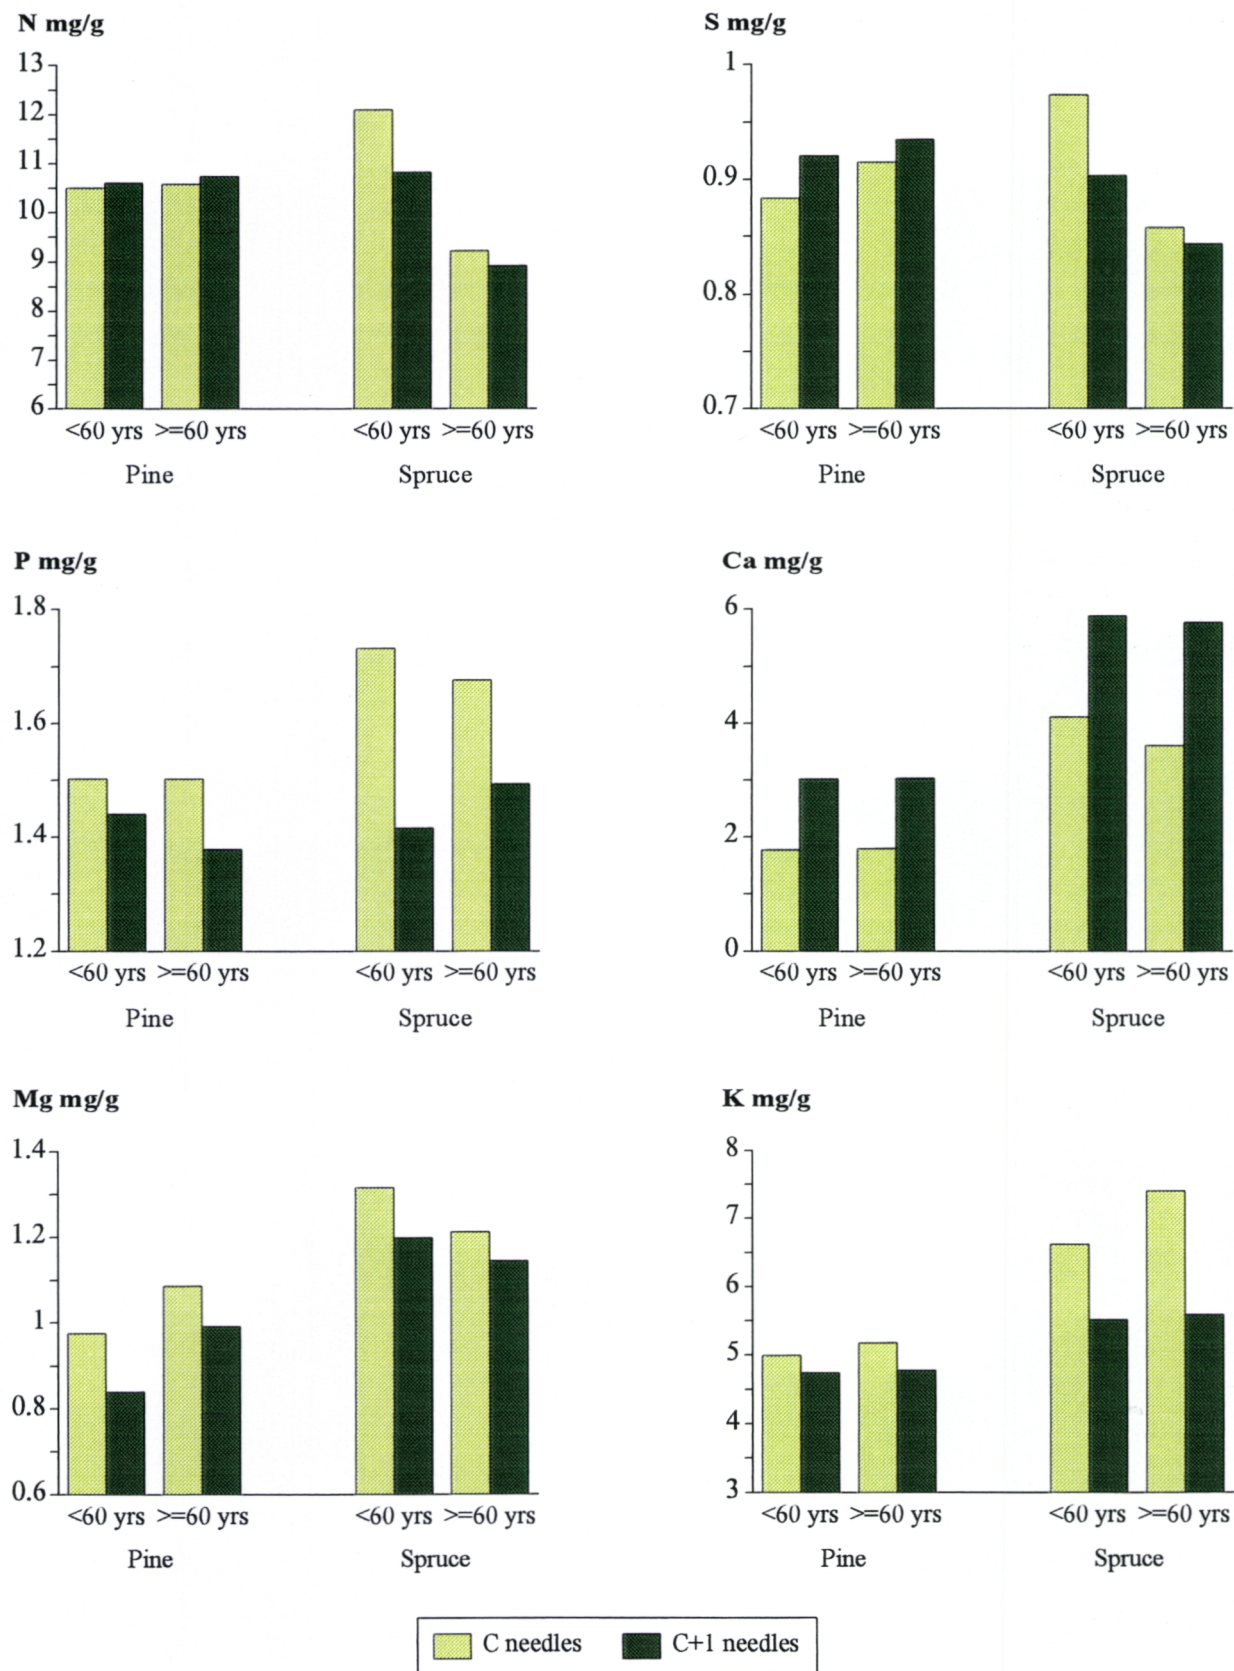 N mg/g
13
12
11
10
9
8
7
6
<60 yrs >=60 yrs <60 yrs >=60 yrs
Pine Spruce
S mg/g
1
0.9
0.8
0.7
<60 yrs >=60 yrs <60 yrs >=60 yrs
Pine Spruce
P mg/g
1.8
1.6
1.4
1.2
<60 yrs >=60 yrs <60 yrs >=60 yrs
Pine Spruce
Ca mg/g
6
4
2
0
<60 yrs >=60 yrs <60 yrs >=60 yrs
Pine Spruce
Mg mg/g
1.4
1.2
1
0.8
0.6
<60 yrs >=60 yrs <60 yrs >=60 yrs
Pine Spruce
K mg/g
8
7
6
5
4
3
<60 yrs >=60 yrs <60 yrs >=60 yrs
Pine Spruce
C needles C+1 needles